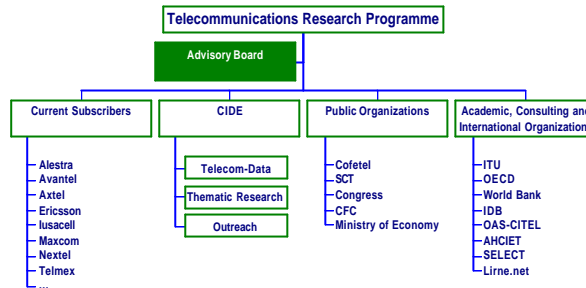 Telecommunications Research Programme
Advisory Board
Current Subscribers
CIDE
Public Organizations
Academic, Consulting and
International Organization
Alestra
Avantel
Axtel
Ericsson
Iusacell
Maxcom
Nextel
Telmex
...
Telecom-Data
Thematic Research
Outreach
Cofetel
SCT
Congress
CFC
Ministry of Economy
ITU
OECD
World Bank
IDB
OAS-CITEL
AHCIET
SELECT
Lirne.net